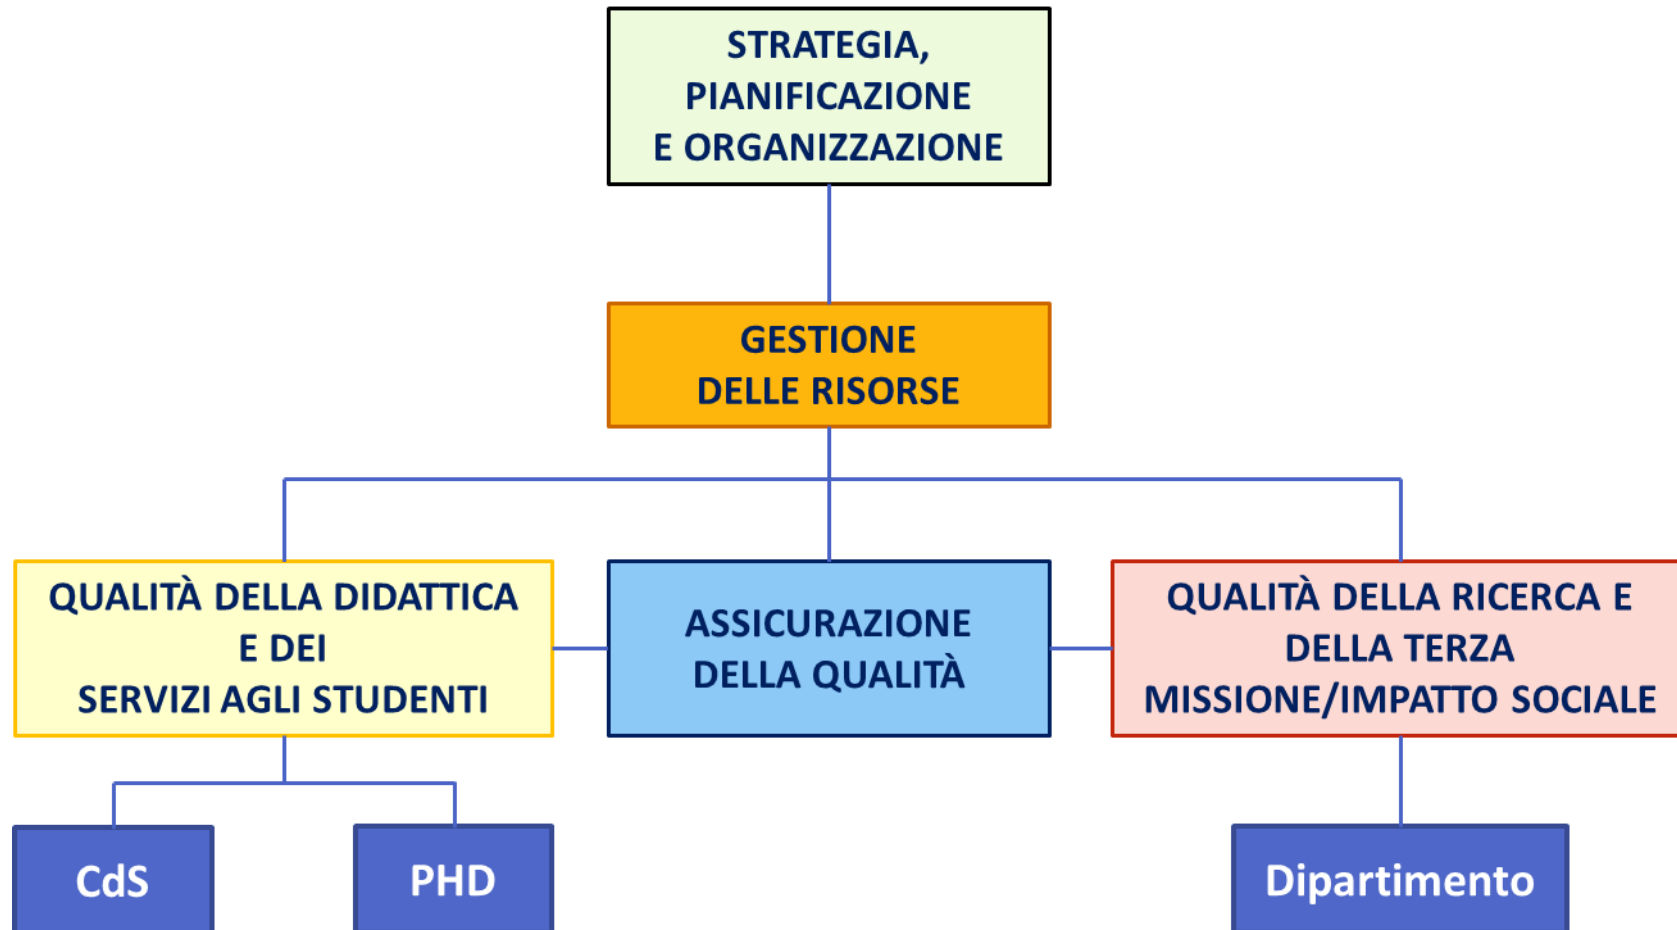 STRATEGIA,
PIANIFICAZIONE
E ORGANIZZAZIONE
GESTIONE
DELLE RISORSE
QUALITÀ DELLA DIDATTICA
E DEI
SERVIZI AGLI STUDENTI
ASSICURAZIONE
DELLA QUALITÀ
QUALITÀ DELLA RICERCA E
DELLA TERZA
MISSIONE/IMPATTO SOCIALE
CdS
PHD
Dipartimento